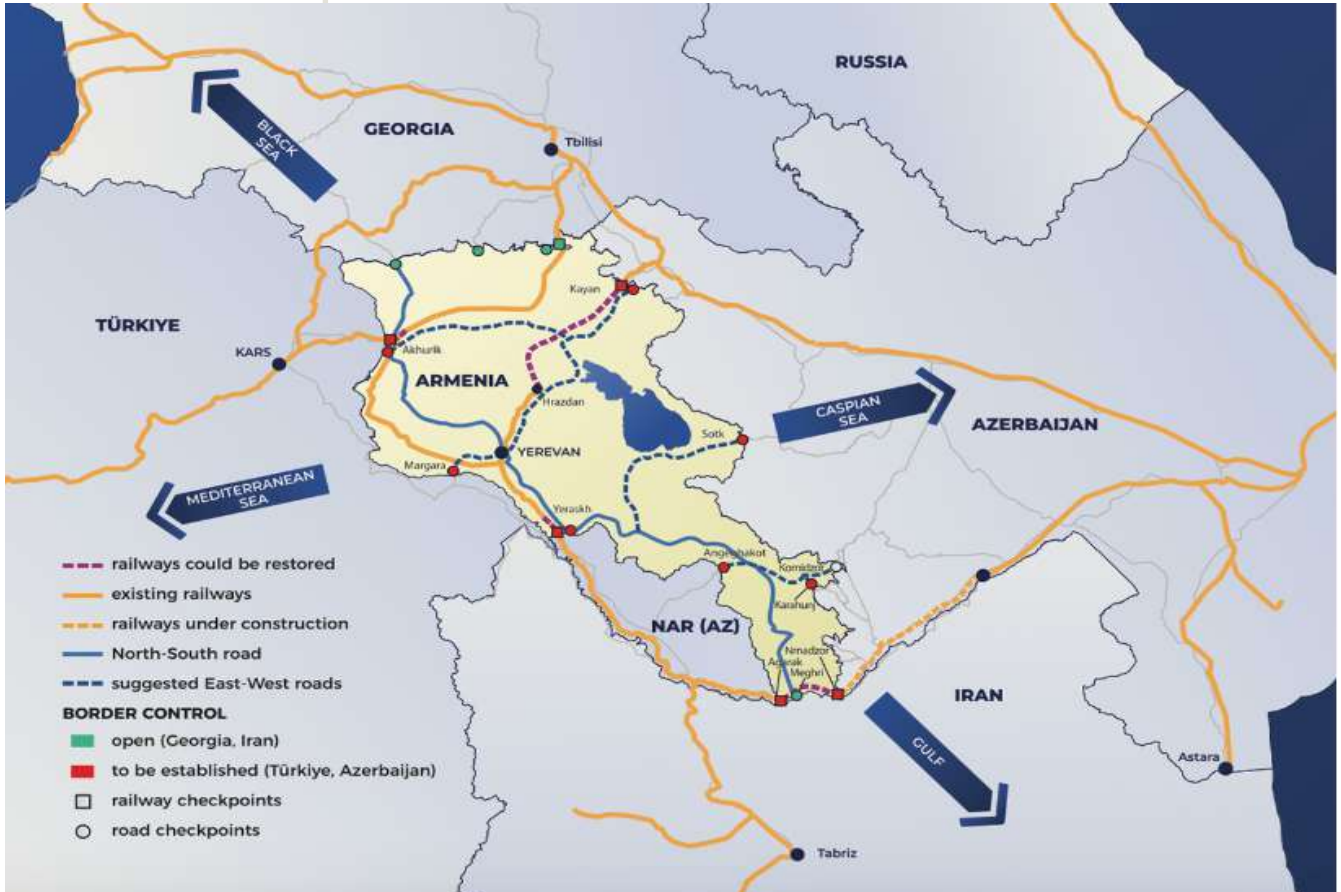 RUSSIA
BLACK
SEA
GEORGIA
Tbilisi
Kayan
TÜRKIYE
KARS
Akhurik
ARMENIA
Hrazdan
CASPIAN
SEA
AZERBAIJAN
Sotk
YEREVAN
Margara
MEDITERRANEAN
SEA
Yeraskh
Angeghakot
Kornidzor
Karahunj
NAR (AZ)
Nrnadzor
Agarak
Meghri
IRAN
GULF
Astara
Tabriz
railways could be restored
existing railways
railways under construction
North-South road
suggested East-West roads
BORDER CONTROL
open (Georgia, Iran)
to be established (Türkiye, Azerbaijan)
railway checkpoints
road checkpoints